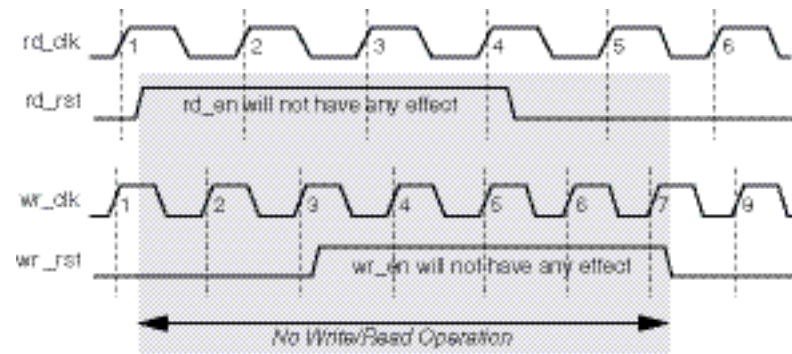 rd_clk 1 2 3 4 5 6
rd_rst rd_en will not have any effect
wr_clk 1 2 3 4 5 6 7 9
wr_rst wr_en will not have any effect
No Write/Read Operation